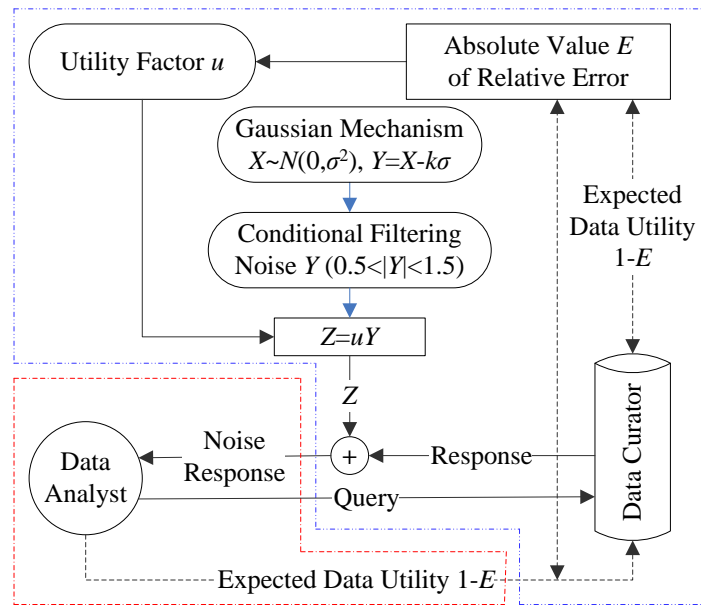 Utility Factor u
Absolute Value E
of Relative Error
Gaussian Mechanism
X~N(0,σ²), Y=X-kσ
Expected
Data Utility
1-E
Conditional Filtering
Noise Y (0.5<|Y|<1.5)
Z=uY
Z
Noise
Response
+
Response
Data
Analyst
Query
Data Curator
Expected Data Utility 1-E